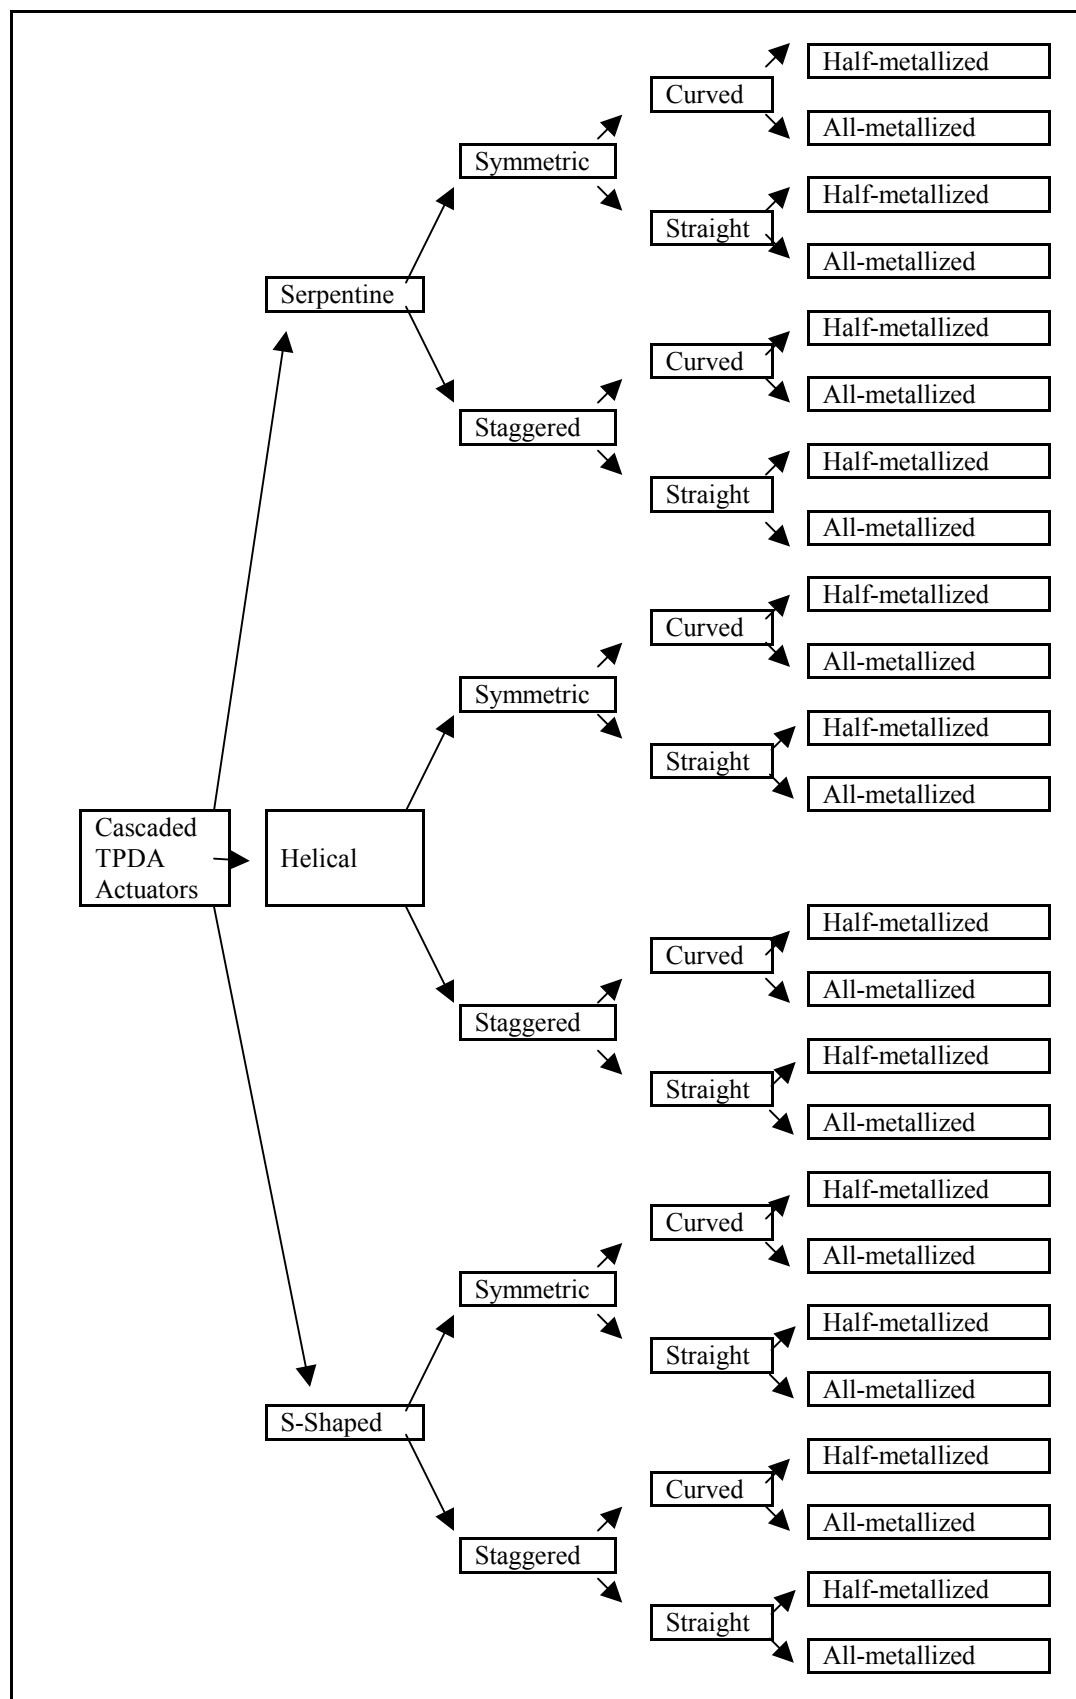 Half-metallized
Curved
All-metallized
Symmetric
Half-metallized
Straight
All-metallized
Serpentine
Half-metallized
Curved
All-metallized
Staggered
Half-metallized
Straight
All-metallized
Half-metallized
Curved
All-metallized
Symmetric
Half-metallized
Straight
All-metallized
Cascaded
TPDA
Actuators
Helical
Half-metallized
Curved
All-metallized
Staggered
Half-metallized
Straight
All-metallized
Half-metallized
Curved
All-metallized
Symmetric
Half-metallized
Straight
All-metallized
S-Shaped
Half-metallized
Curved
All-metallized
Staggered
Half-metallized
Straight
All-metallized